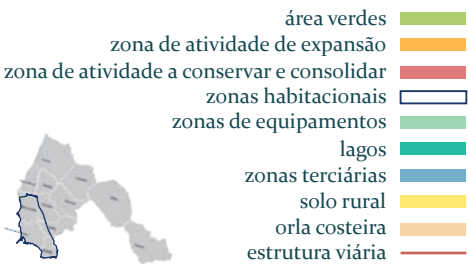 área verdes
zona de atividade de expansão
zona de atividade a conservar e consolidar
zonas habitacionais
zonas de equipamentos
lagos
zonas terciárias
solo rural
orla costeira
estrutura viária